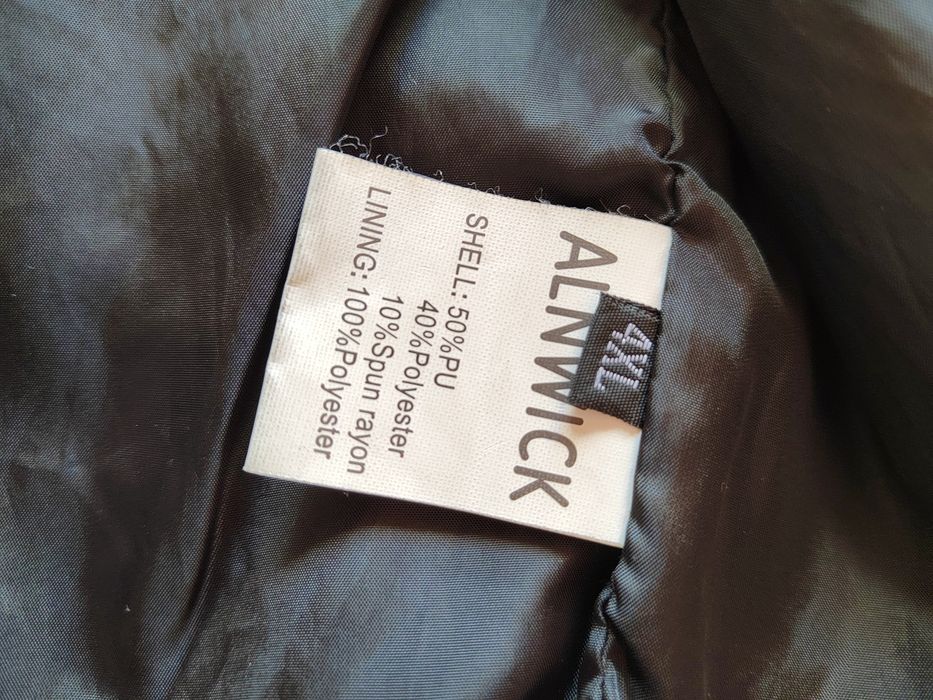 ALNWICK
4XL
SHELL: 50%PU
40%Polyester
10%Spun rayon
LINING: 100%Polyester